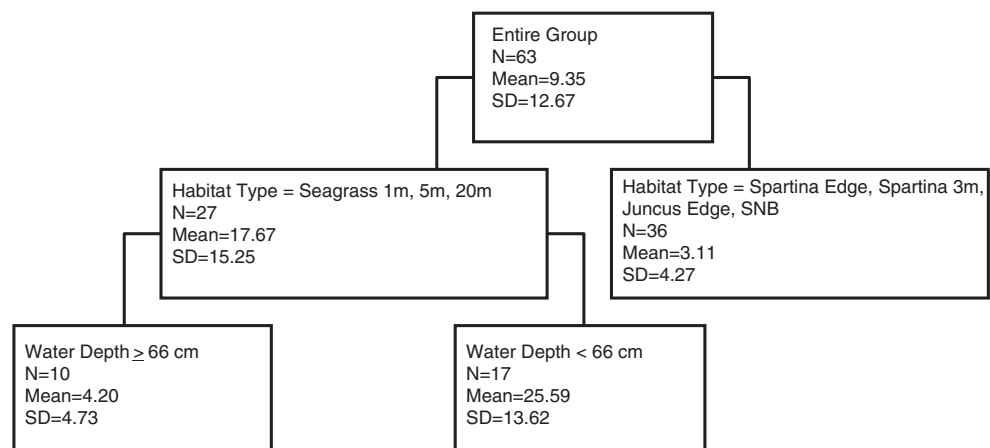 Entire Group
N=63
Mean=9.35
SD=12.67
Habitat Type = Seagrass 1m, 5m, 20m
N=27
Mean=17.67
SD=15.25
Habitat Type = Spartina Edge, Spartina 3m,
Juncus Edge, SNB
N=36
Mean=3.11
SD=4.27
Water Depth ≥ 66 cm
N=10
Mean=4.20
SD=4.73
Water Depth < 66 cm
N=17
Mean=25.59
SD=13.62